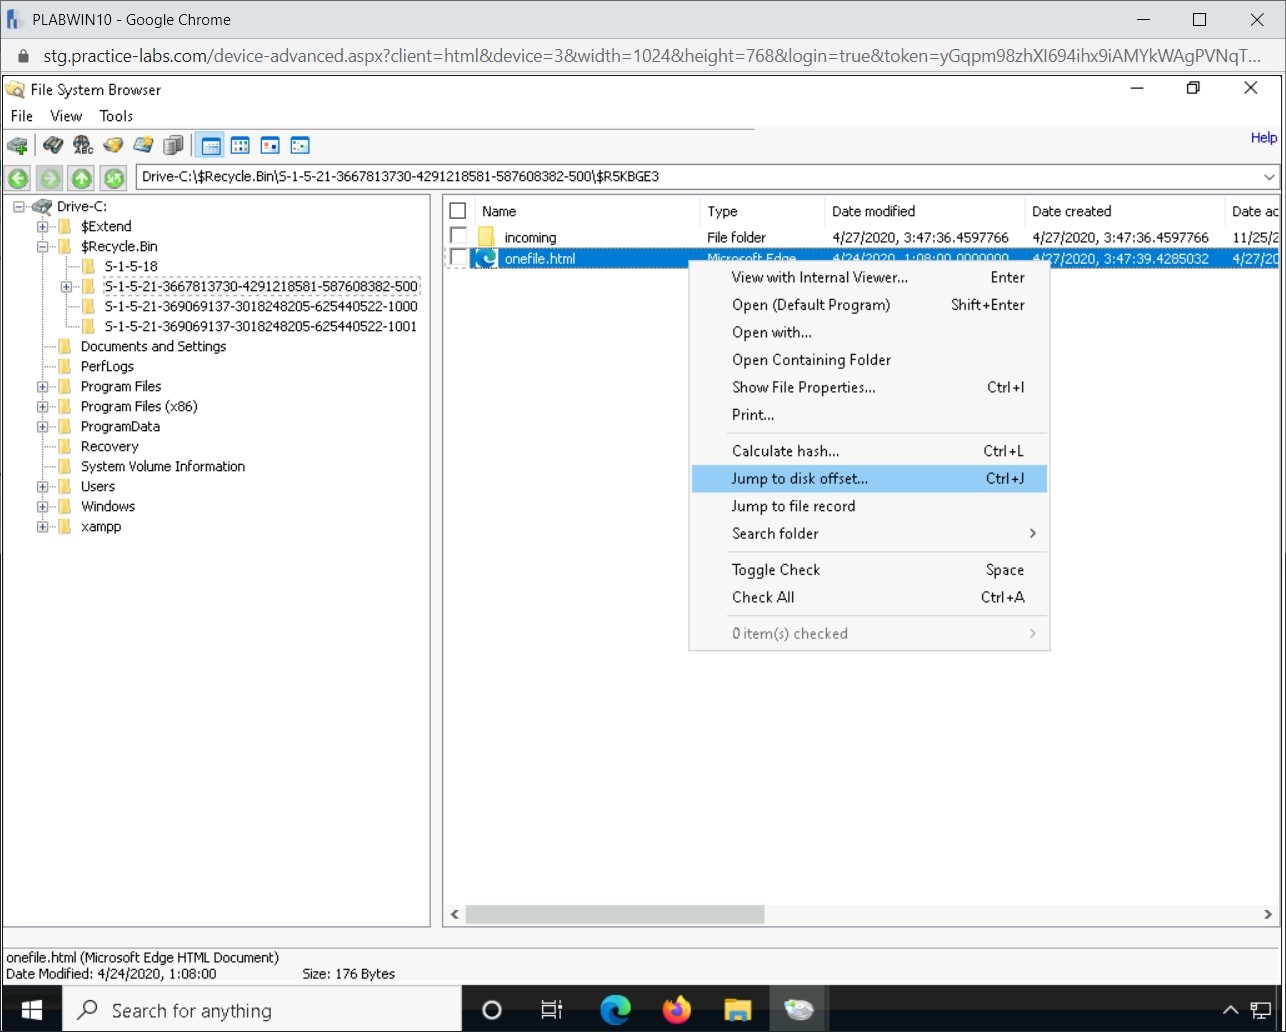 PLABWIN10 - Google Chrome
stg.practice-labs.com/device-advanced.aspx?client=html&device=3&width=1024&height=768&login=true&token=yGqpm98zhXI694ihx9iAMYkWAgPVNqT...
File System Browser
File View Tools
Help
ABC
Drive-C:\$Recycle.Bin\S-1-5-21-3667813730-4291218581-587608382-500\$R5KBGE3
Drive-C:
$Extend
$Recycle.Bin
S-1-5-18
S-1-5-21-3667813730-4291218581-587608382-500
S-1-5-21-369069137-3018248205-625440522-1000
S-1-5-21-369069137-3018248205-625440522-1001
Documents and Settings
PerfLogs
Program Files
Program Files (x86)
ProgramData
Recovery
System Volume Information
Users
Windows
xampp
Name Type Date modified Date created Date ac
incoming File folder 4/27/2020, 3:47:36.4597766 4/27/2020, 3:47:36.4597766 11/25/2
onefile.html Microsoft Edge 4/24/2020, 1:08:00.0000000 4/27/2020, 3:47:39.4285032 4/27/20
View with Internal Viewer... Enter
Open (Default Program) Shift+Enter
Open with...
Open Containing Folder
Show File Properties... Ctrl+I
Print...
Calculate hash... Ctrl+L
Jump to disk offset... Ctrl+J
Jump to file record
Search folder
Toggle Check Space
Check All Ctrl+A
0 item(s) checked
onefile.html (Microsoft Edge HTML Document)
Date Modified: 4/24/2020, 1:08:00 Size: 176 Bytes
Search for anything